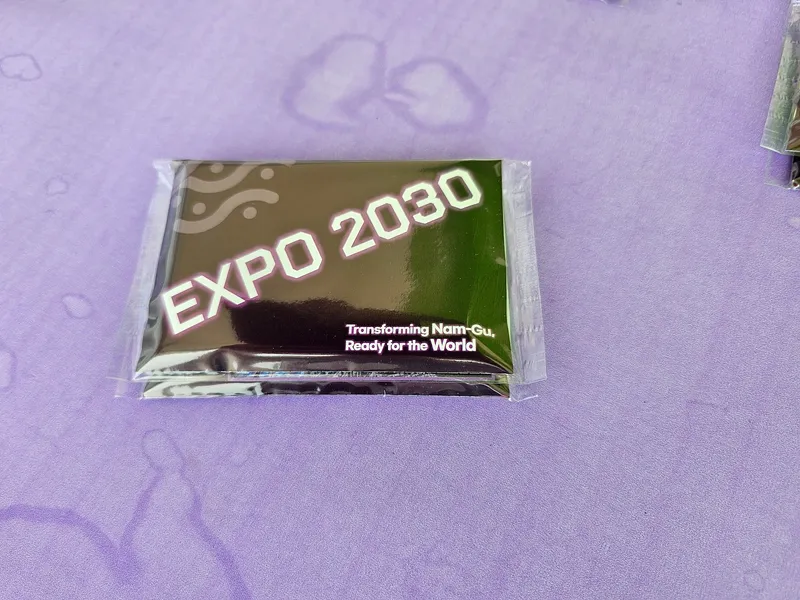 EXPO 2030
Transforming Nam-Gu,
Ready for the World